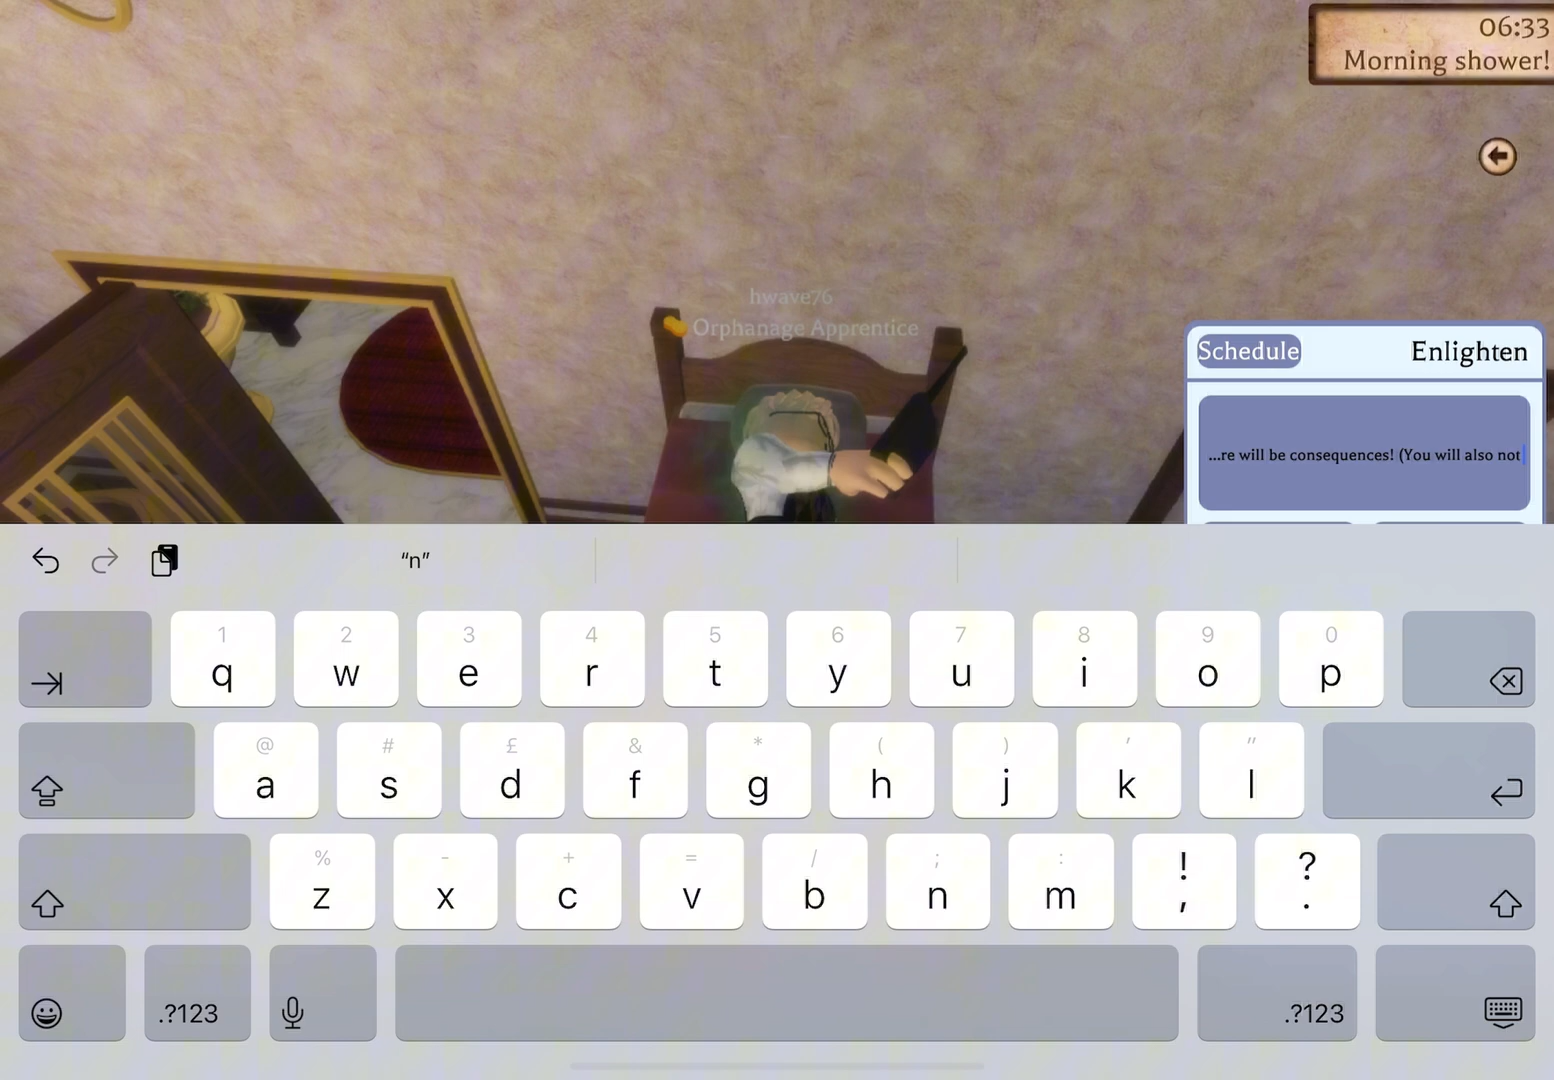 06:33
Morning shower!
hwave76
Orphanage Apprentice
Schedule Enlighten
...re will be consequences! (You will also not
“n”
1 2 3 4 5 6 7 8 9 0
q w e r t y u i o p
@ # £ & * ( ) ' "
a s d f g h j k l
% - + = / ; : ! ?
z x c v b n m , .
.?123 .?123